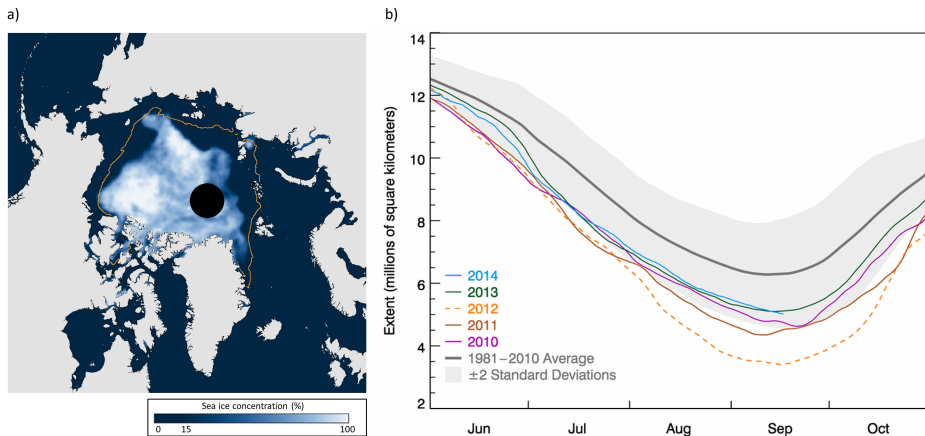 a)
Sea ice concentration (%)
0 15 100
b)
Extent (millions of square kilometers)
14
12
10
8
6
4
2
2014
2013
2012
2011
2010
1981–2010 Average
±2 Standard Deviations
Jun Jul Aug Sep Oct